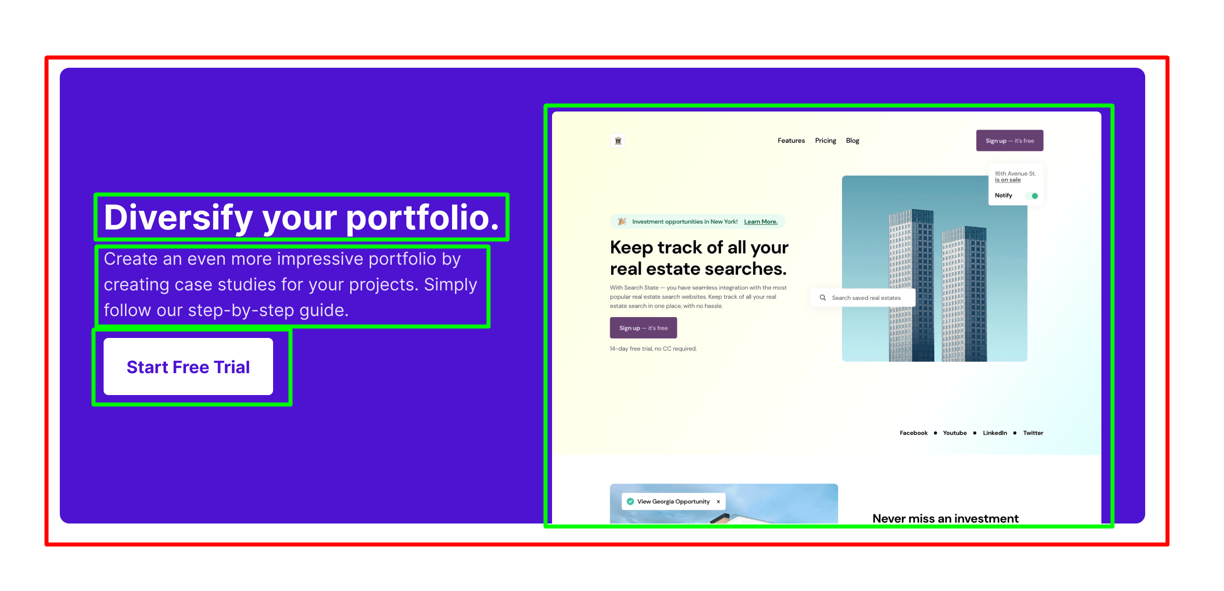 Diversify your portfolio.
Create an even more impressive portfolio by
creating case studies for your projects. Simply
follow our step-by-step guide.
Start Free Trial
Features Pricing Blog
Sign up — it's free
16th Avenue St.
is on sale
Notify
Investment opportunities in New York! Learn More.
Keep track of all your
real estate searches.
With Search State — you have seamless integration with the most
popular real estate search websites. Keep track of all your real
estate search in one place, with no hassle.
Sign up — it's free
14-day free trial, no CC required.
Search saved real estates
Facebook • Youtube • LinkedIn • Twitter
View Georgia Opportunity x
Never miss an investment